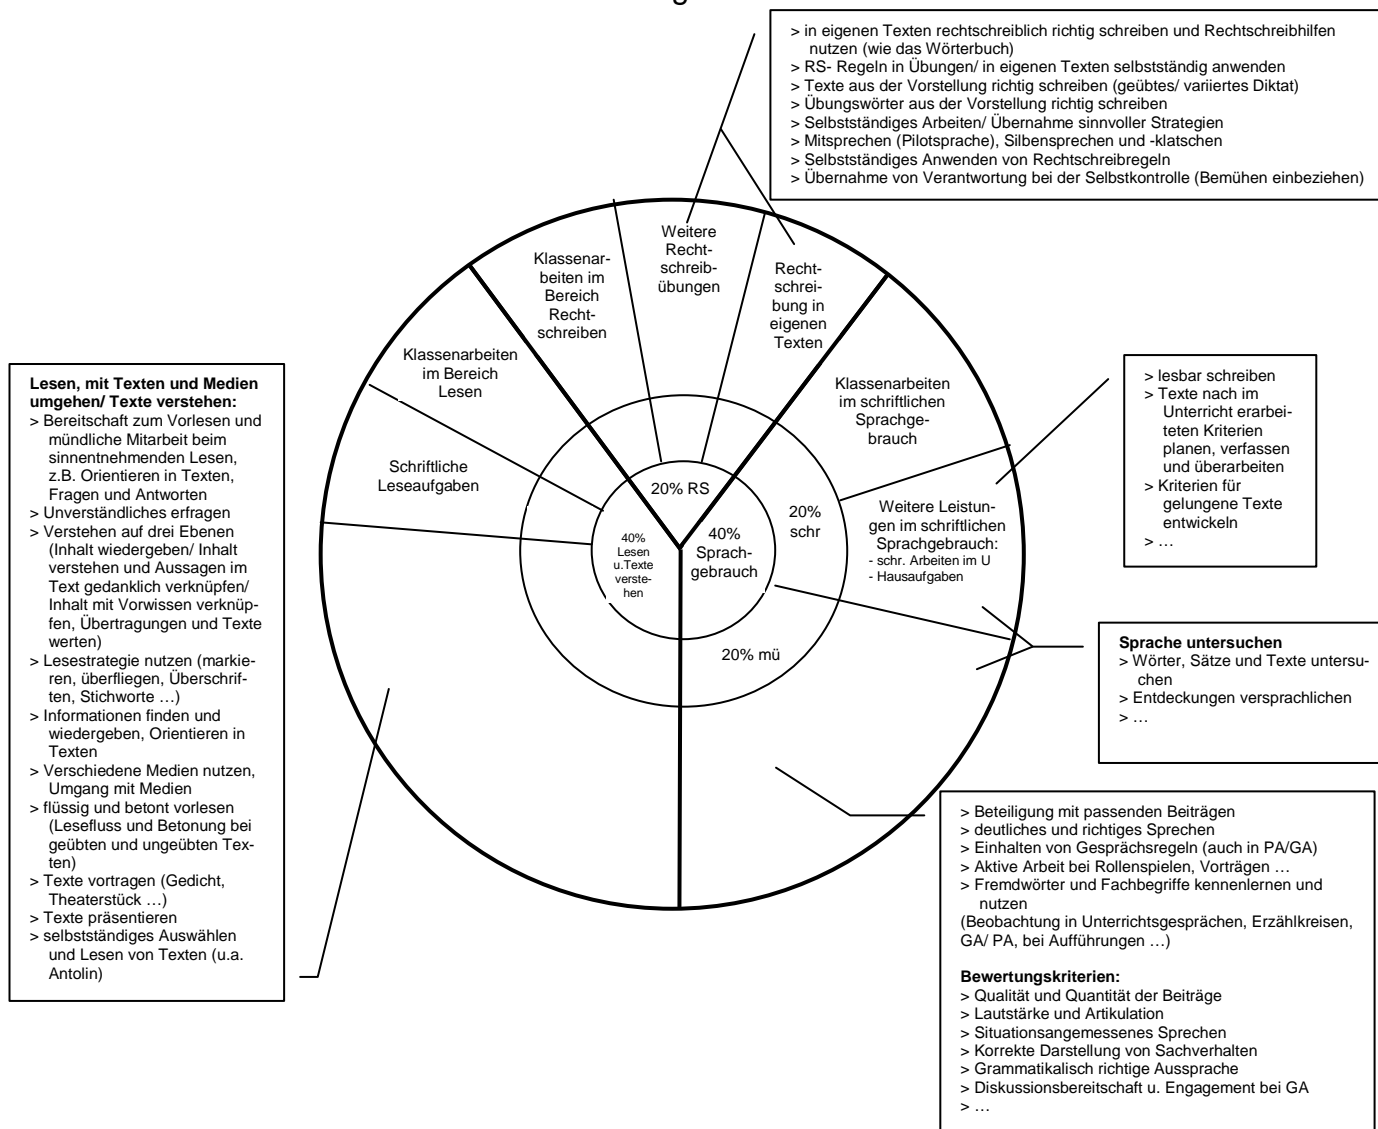 g
> in eigenen Texten rechtschreiblich richtig schreiben und Rechtschreibhilfen
nutzen (wie das Wörterbuch)
> RS- Regeln in Übungen/ in eigenen Texten selbstständig anwenden
> Texte aus der Vorstellung richtig schreiben (geübtes/ variiertes Diktat)
> Übungswörter aus der Vorstellung richtig schreiben
> Selbstständiges Arbeiten/ Übernahme sinnvoller Strategien
> Mitsprechen (Pilotsprache), Silbensprechen und -klatschen
> Selbstständiges Anwenden von Rechtschreibregeln
> Übernahme von Verantwortung bei der Selbstkontrolle (Bemühen einbeziehen)
Klassenar-
beiten im
Bereich
Recht-
schreiben
Weitere
Recht-
schreib-
übungen
Recht-
schrei-
bung in
eigenen
Texten
Klassenarbeiten
im Bereich
Lesen
Schriftliche
Leseaufgaben
Klassenarbeiten
im schriftlichen
Sprachge-
brauch
Weitere Leistun-
gen im schriftlichen
Sprachgebrauch:
- schr. Arbeiten im U
- Hausaufgaben
20% RS
20%
schr
40%
Lesen
u.Texte
verste-
hen
40%
Sprach-
gebrauch
20% mü
Lesen, mit Texten und Medien
umgehen/ Texte verstehen:
> Bereitschaft zum Vorlesen und
mündliche Mitarbeit beim
sinnentnehmenden Lesen,
z.B. Orientieren in Texten,
Fragen und Antworten
> Unverständliches erfragen
> Verstehen auf drei Ebenen
(Inhalt wiedergeben/ Inhalt
verstehen und Aussagen im
Text gedanklich verknüpfen/
Inhalt mit Vorwissen verknüp-
fen, Übertragungen und Texte
werten)
> Lesestrategie nutzen (markie-
ren, überfliegen, Überschrif-
ten, Stichworte …)
> Informationen finden und
wiedergeben, Orientieren in
Texten
> Verschiedene Medien nutzen,
Umgang mit Medien
> flüssig und betont vorlesen
(Lesefluss und Betonung bei
geübten und ungeübten Tex-
ten)
> Texte vortragen (Gedicht,
Theaterstück …)
> Texte präsentieren
> selbstständiges Auswählen
und Lesen von Texten (u.a.
Antolin)
> lesbar schreiben
> Texte nach im
Unterricht erarbei-
teten Kriterien
planen, verfassen
und überarbeiten
> Kriterien für
gelungene Texte
entwickeln
> …
Sprache untersuchen
> Wörter, Sätze und Texte untersu-
chen
> Entdeckungen versprachlichen
> …
> Beteiligung mit passenden Beiträgen
> deutliches und richtiges Sprechen
> Einhalten von Gesprächsregeln (auch in PA/GA)
> Aktive Arbeit bei Rollenspielen, Vorträgen …
> Fremdwörter und Fachbegriffe kennenlernen und
nutzen
(Beobachtung in Unterrichtsgesprächen, Erzählkreisen,
GA/ PA, bei Aufführungen …)
Bewertungskriterien:
> Qualität und Quantität der Beiträge
> Lautstärke und Artikulation
> Situationsangemessenes Sprechen
> Korrekte Darstellung von Sachverhalten
> Grammatikalisch richtige Aussprache
> Diskussionsbereitschaft u. Engagement bei GA
> …